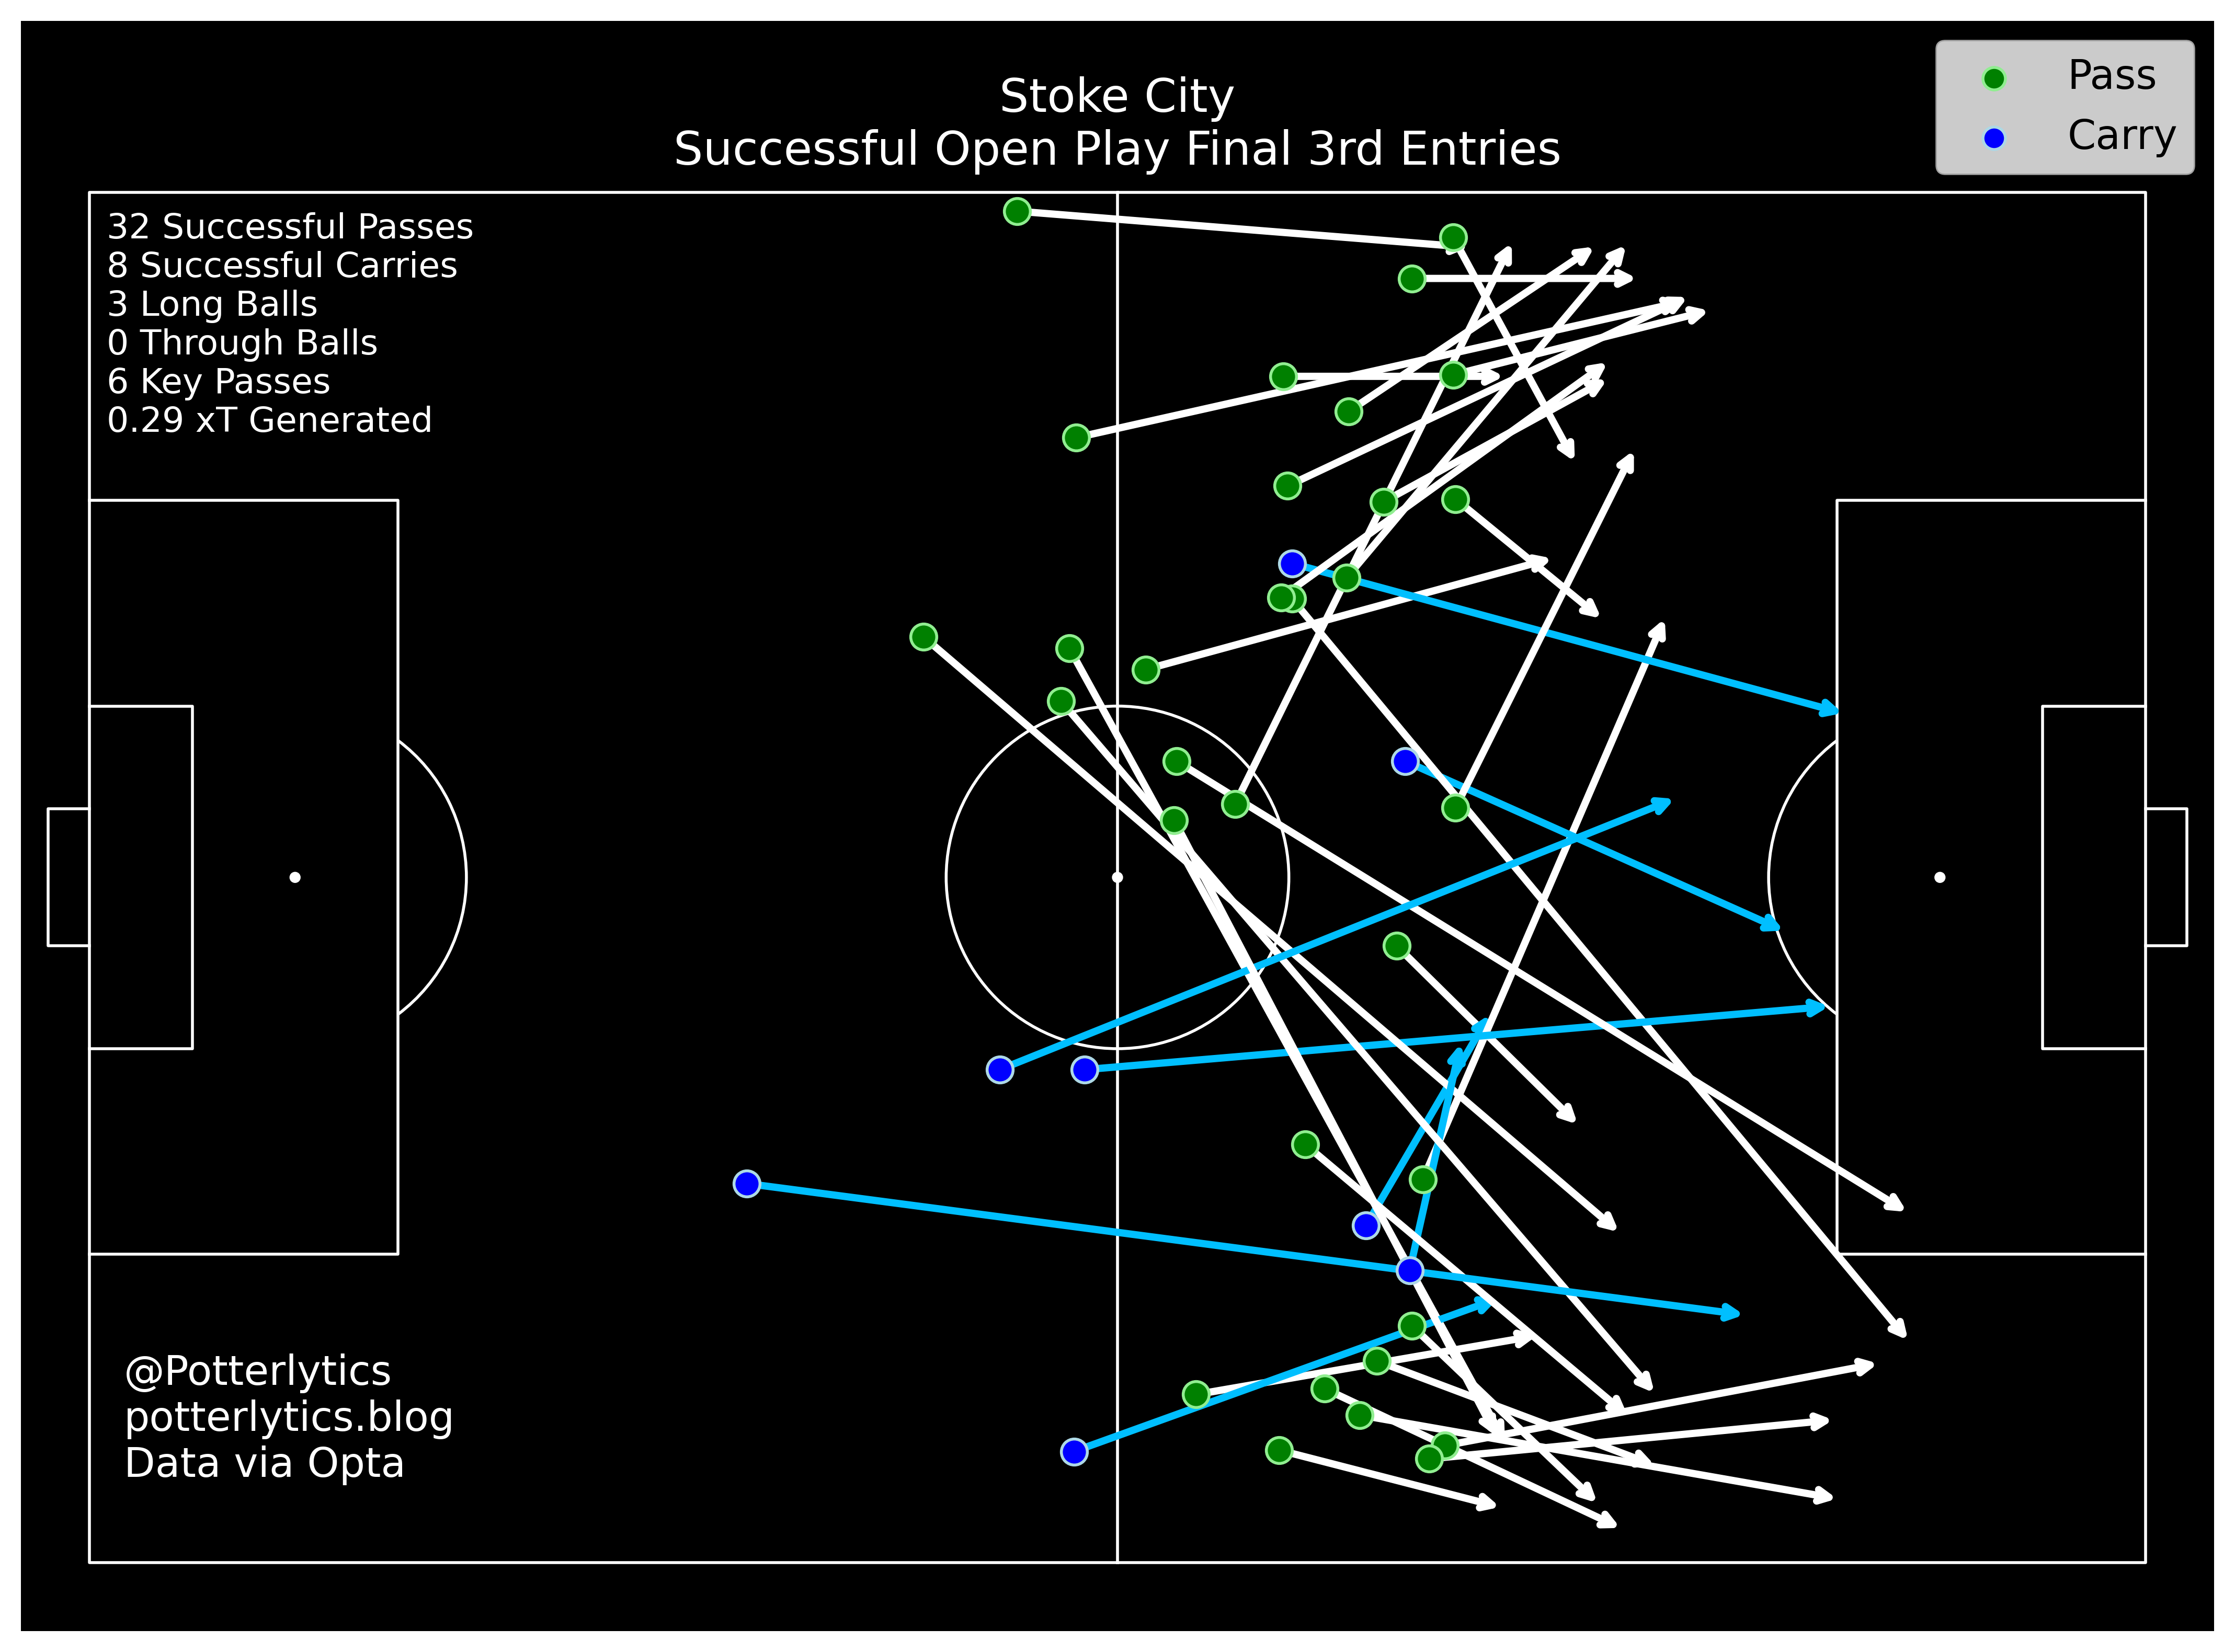 Stoke City
Successful Open Play Final 3rd Entries
Pass
Carry
32 Successful Passes
8 Successful Carries
3 Long Balls
0 Through Balls
6 Key Passes
0.29 xT Generated
@Potterlytics
potterlytics.blog
Data via Opta